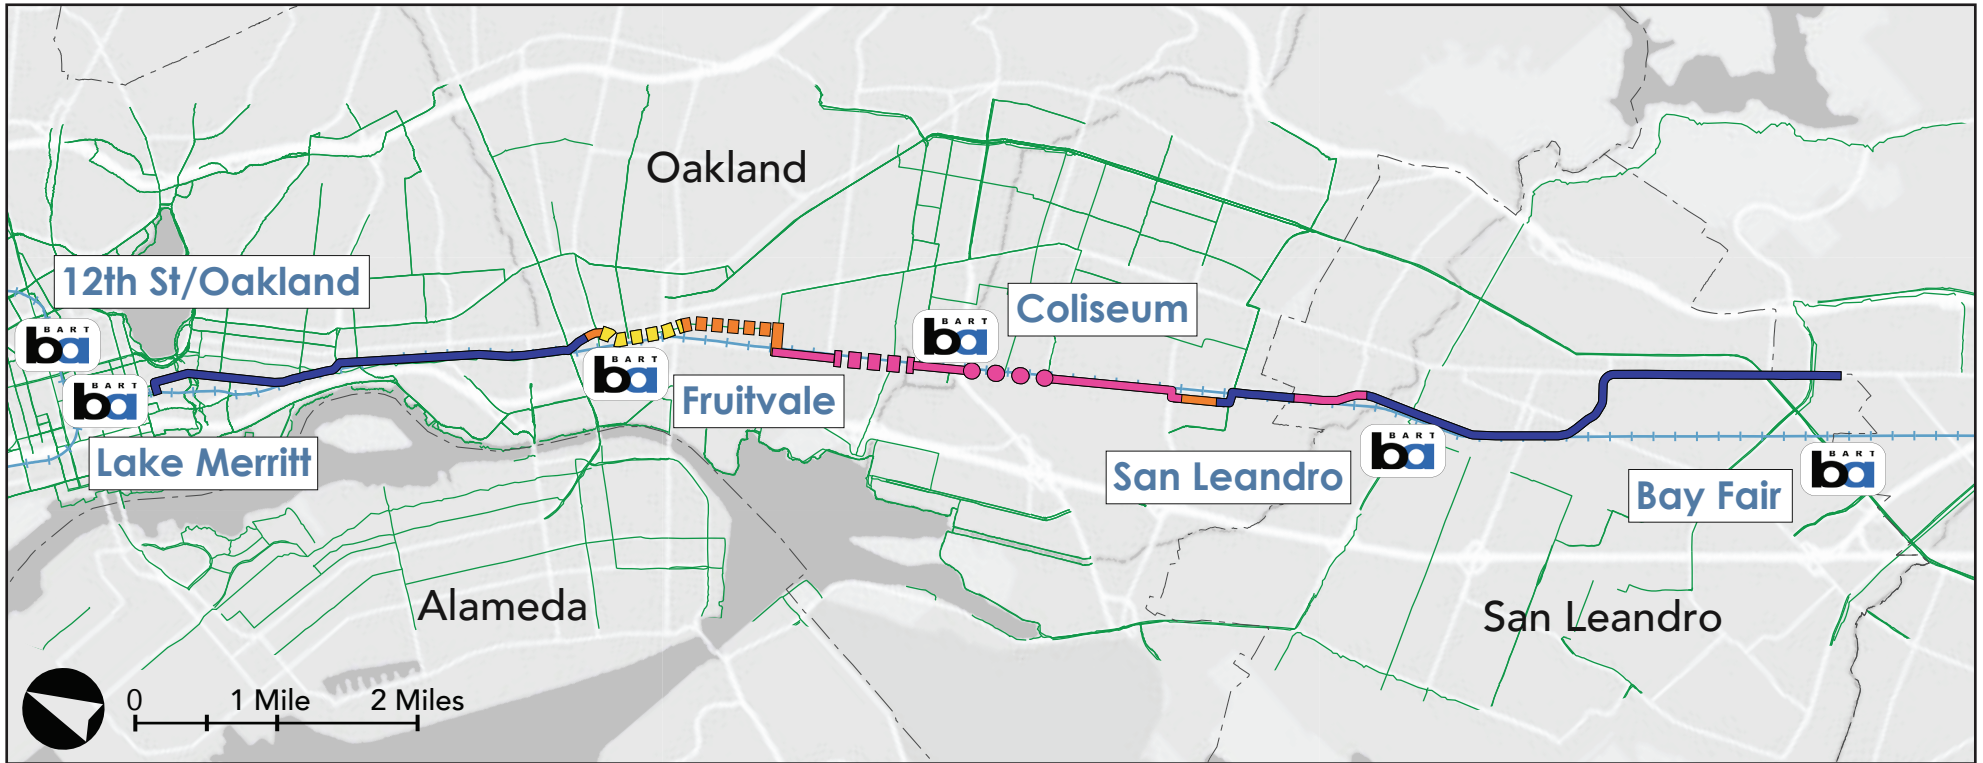 Oakland
12th St/Oakland
BART
ba
BART
ba
Lake Merritt
BART
ba
Fruitvale
BART
ba
Coliseum
San Leandro
BART
ba
Bay Fair
BART
ba
Alameda
San Leandro
0 1 Mile 2 Miles